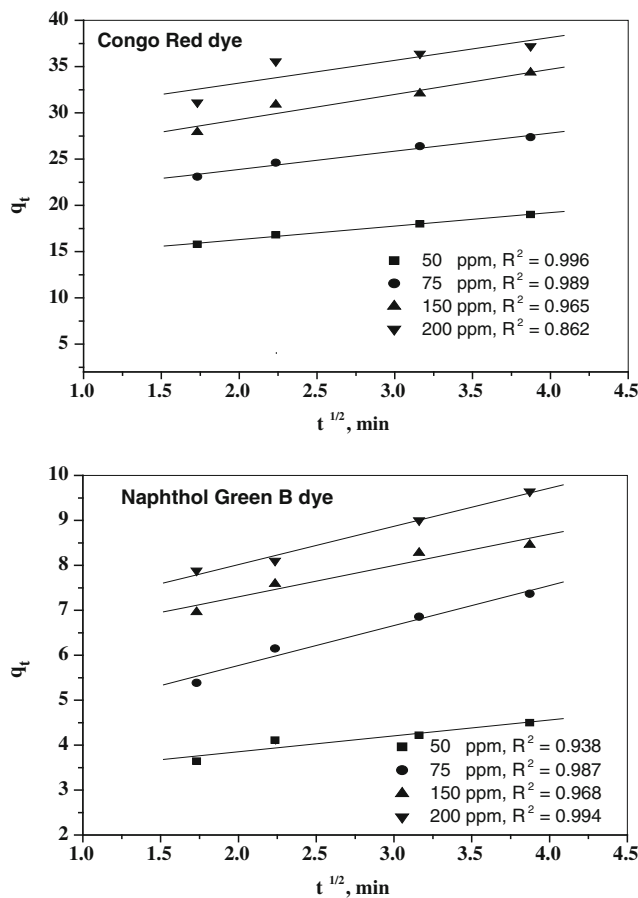 Congo Red dye
40
35
30
25
20
15
10
5
q_t
50 ppm, R² = 0.996
75 ppm, R² = 0.989
150 ppm, R² = 0.965
200 ppm, R² = 0.862
1.0 1.5 2.0 2.5 3.0 3.5 4.0 4.5
t ^1/2, min
Naphthol Green B dye
10
9
8
7
6
5
4
3
2
q_t
50 ppm, R² = 0.938
75 ppm, R² = 0.987
150 ppm, R² = 0.968
200 ppm, R² = 0.994
1.0 1.5 2.0 2.5 3.0 3.5 4.0 4.5
t ^1/2, min